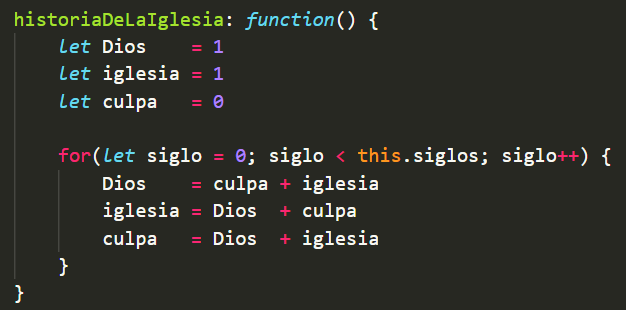 historiaDeLaIglesia: function() {
    let Dios    = 1
    let iglesia = 1
    let culpa   = 0

    for(let siglo = 0; siglo < this.siglos; siglo++) {
        Dios    = culpa + iglesia
        iglesia = Dios  + culpa
        culpa   = Dios  + iglesia
    }
}